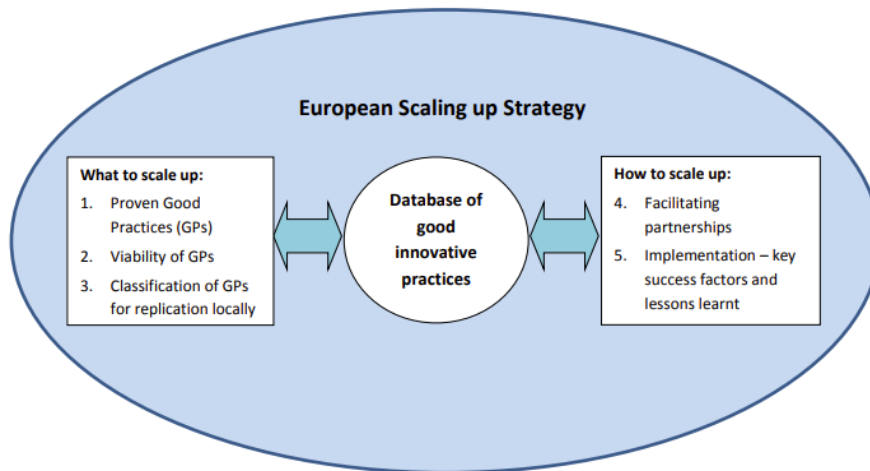 European Scaling up Strategy
What to scale up:
1. Proven Good
Practices (GPs)
2. Viability of GPs
3. Classification of GPs
for replication locally
Database of
good
innovative
practices
How to scale up:
4. Facilitating
partnerships
5. Implementation – key
success factors and
lessons learnt